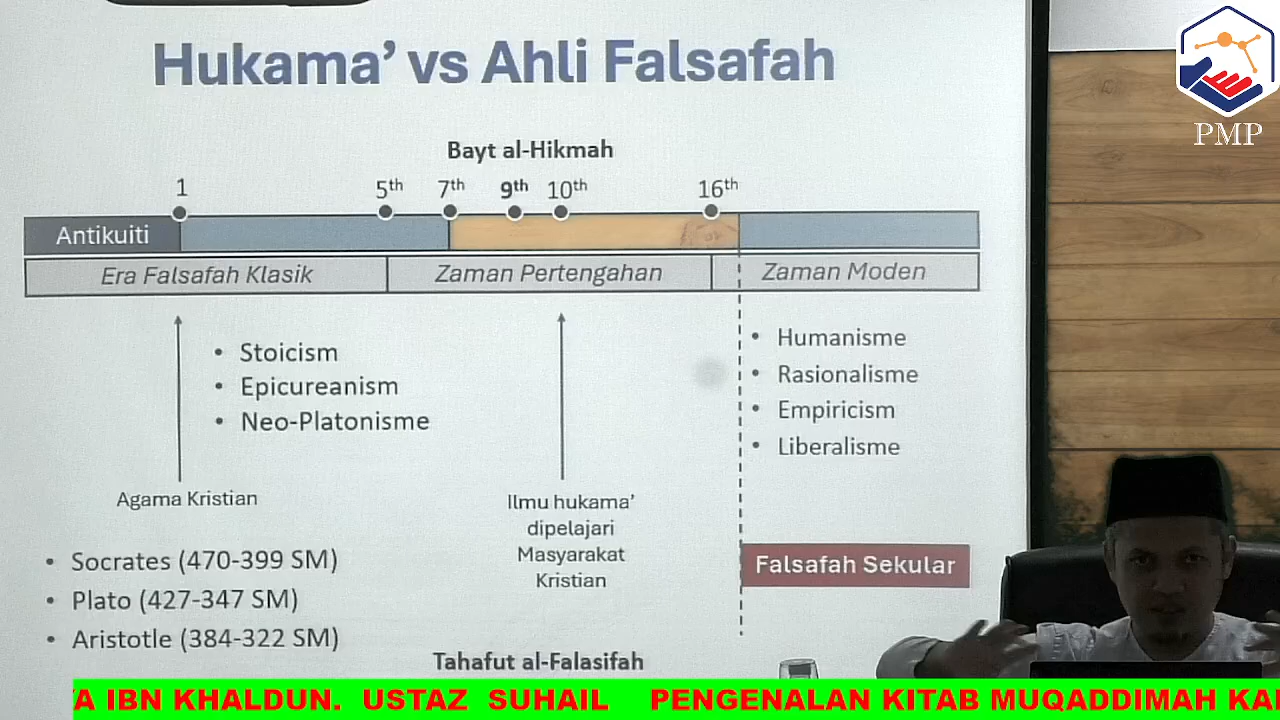 Hukama’ vs Ahli Falsafah
PMP
Bayt al-Hikmah
1 5th 7th 9th 10th 16th
Antikuiti
Era Falsafah Klasik Zaman Pertengahan Zaman Moden
• Stoicism
• Epicureanism
• Neo-Platonisme
• Humanisme
• Rasionalisme
• Empiricism
• Liberalisme
Agama Kristian
Ilmu hukama’
dipelajari
Masyarakat
Kristian
Falsafah Sekular
• Socrates (470-399 SM)
• Plato (427-347 SM)
• Aristotle (384-322 SM)
Tahafut al-Falasifah
IBN KHALDUN. USTAZ SUHAIL PENGENALAN KITAB MUQADDIMAH